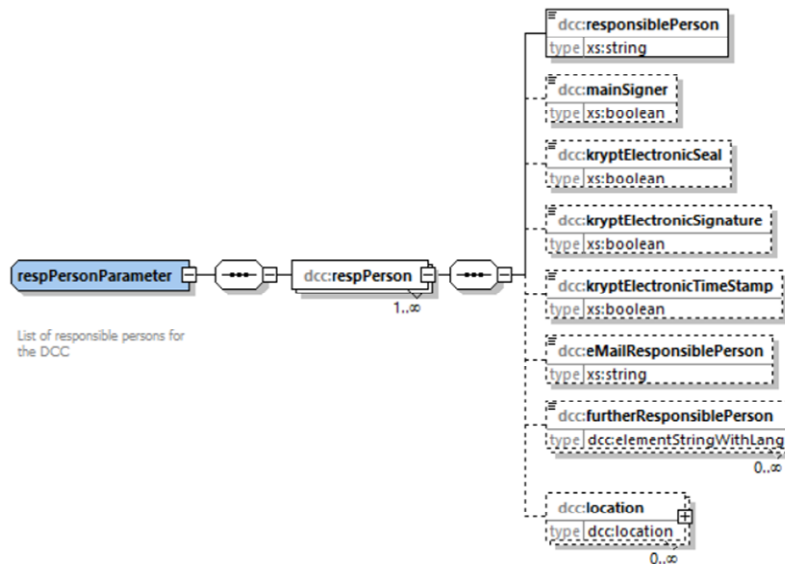 dcc:responsiblePerson
type xs:string
dcc:mainSigner
type xs:boolean
dcc:kryptElectronicSeal
type xs:boolean
dcc:kryptElectronicSignature
type xs:boolean
respPersonParameter
dcc:respPerson
1..∞
List of responsible persons for
the DCC
dcc:kryptElectronicTimeStamp
type xs:boolean
dcc:eMailResponsiblePerson
type xs:string
dcc:furtherResponsiblePerson
type dcc:elementStringWithLang
0..∞
dcc:location
type dcc:location
0..∞